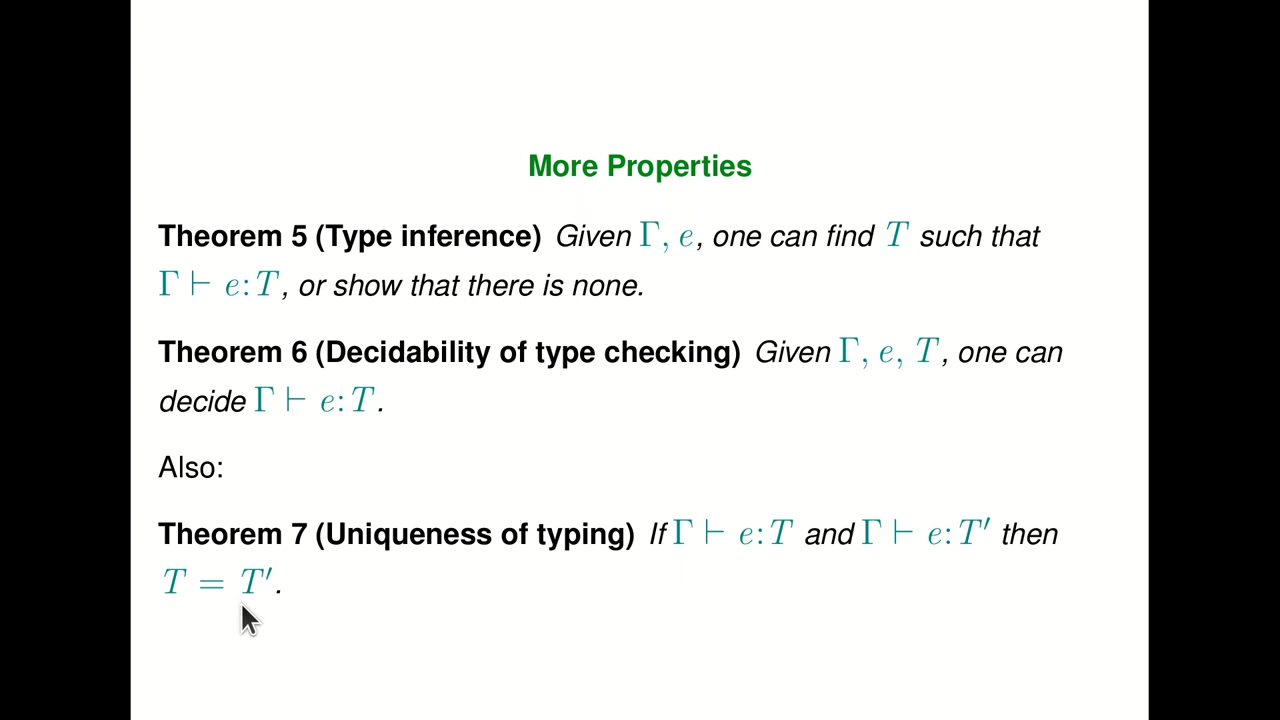 More Properties
Theorem 5 (Type inference) Given Γ, e, one can find T such that
Γ ⊢ e:T, or show that there is none.
Theorem 6 (Decidability of type checking) Given Γ, e, T, one can
decide Γ ⊢ e:T.
Also:
Theorem 7 (Uniqueness of typing) If Γ ⊢ e:T and Γ ⊢ e:T′ then
T = T′.